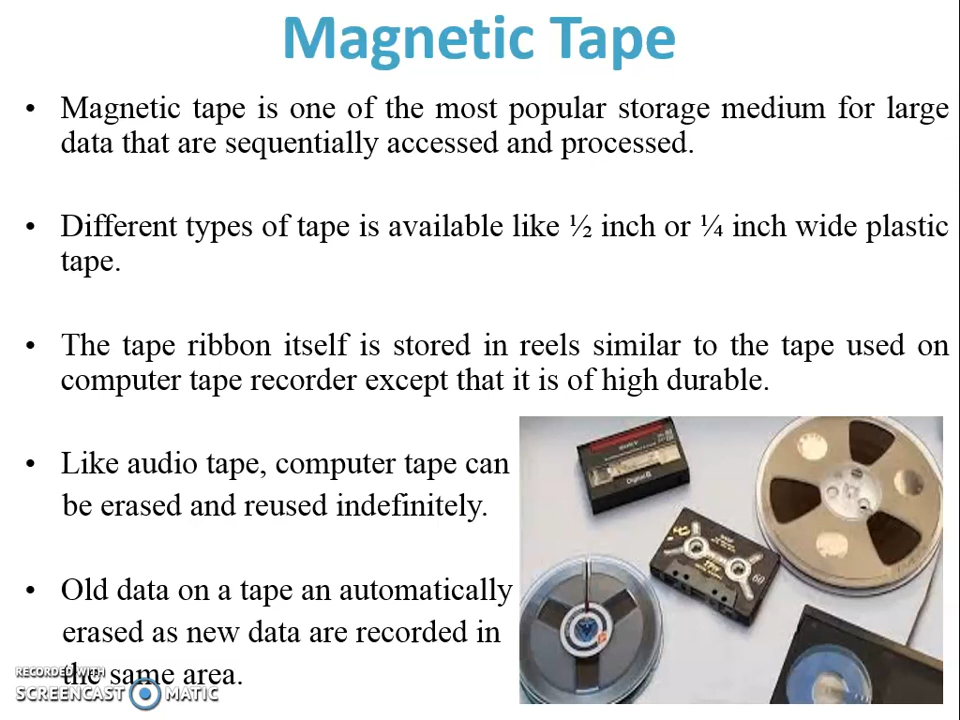 Magnetic Tape
• Magnetic tape is one of the most popular storage medium for large
data that are sequentially accessed and processed.
• Different types of tape is available like ½ inch or ¼ inch wide plastic
tape.
• The tape ribbon itself is stored in reels similar to the tape used on
computer tape recorder except that it is of high durable.
• Like audio tape, computer tape can
be erased and reused indefinitely.
• Old data on a tape an automatically
erased as new data are recorded in
the same area.
RECORDED WITH
SCREENCAST MATIC
60